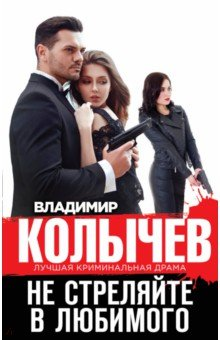 ВЛАДИМИР
КОЛЫЧЕВ
ЛУЧШАЯ КРИМИНАЛЬНАЯ ДРАМА
НЕ СТРЕЛЯЙТЕ
В ЛЮБИМОГО